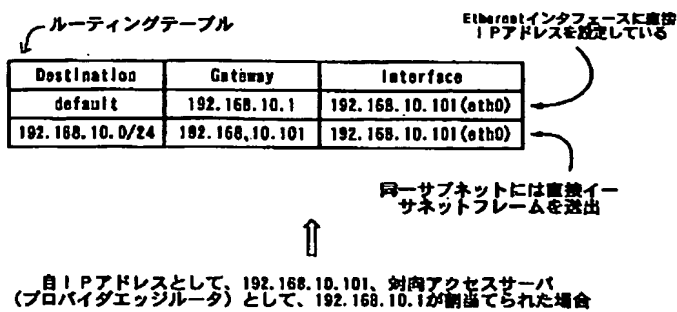 ルーティングテーブル
Ethernetインタフェースに直接
IPアドレスを設定している
Destination Gateway Interface
default 192.168.10.1 192.168.10.101(eth0)
192.168.10.0/24 192.168.10.101 192.168.10.101(eth0)
同一サブネットには直接イー
サネットフレームを送出
自IPアドレスとして、192.168.10.101、対向アクセスサーバ
(プロバイダエッジルータ)として、192.168.10.1が割当てられた場合